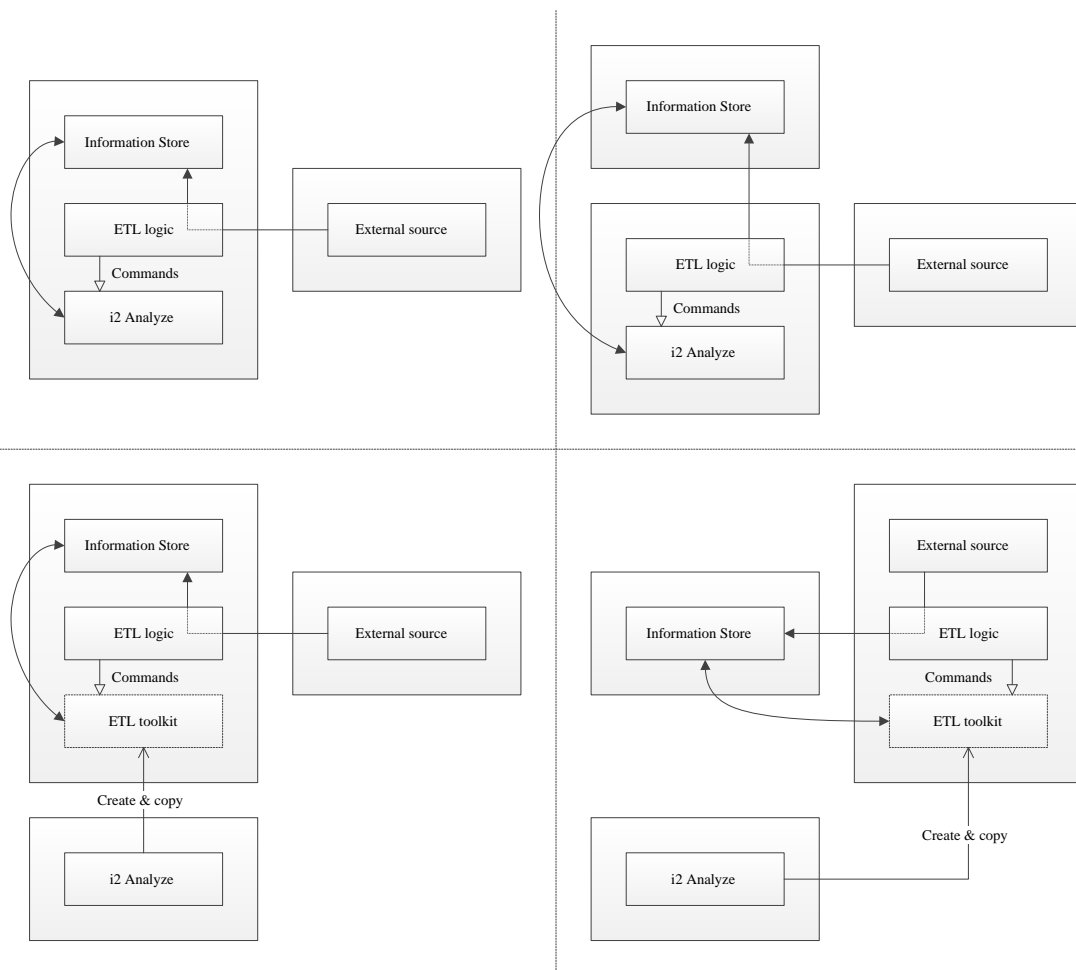 Information Store
ETL logic
External source
Commands
i2 Analyze
Information Store
ETL logic
External source
Commands
i2 Analyze
Information Store
ETL logic
External source
Commands
ETL toolkit
Create & copy
i2 Analyze
External source
Information Store
ETL logic
Commands
ETL toolkit
Create & copy
i2 Analyze